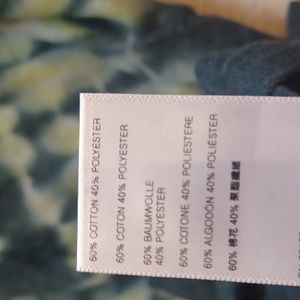 60% COTTON 40% POLYESTER
60% COTON 40% POLYESTER
60% BAUMWOLLE
40% POLYESTER
60% COTONE 40% POLIESTERE
60% ALGODÓN 40% POLIÉSTER
60% 棉花 40% 聚酯纖維